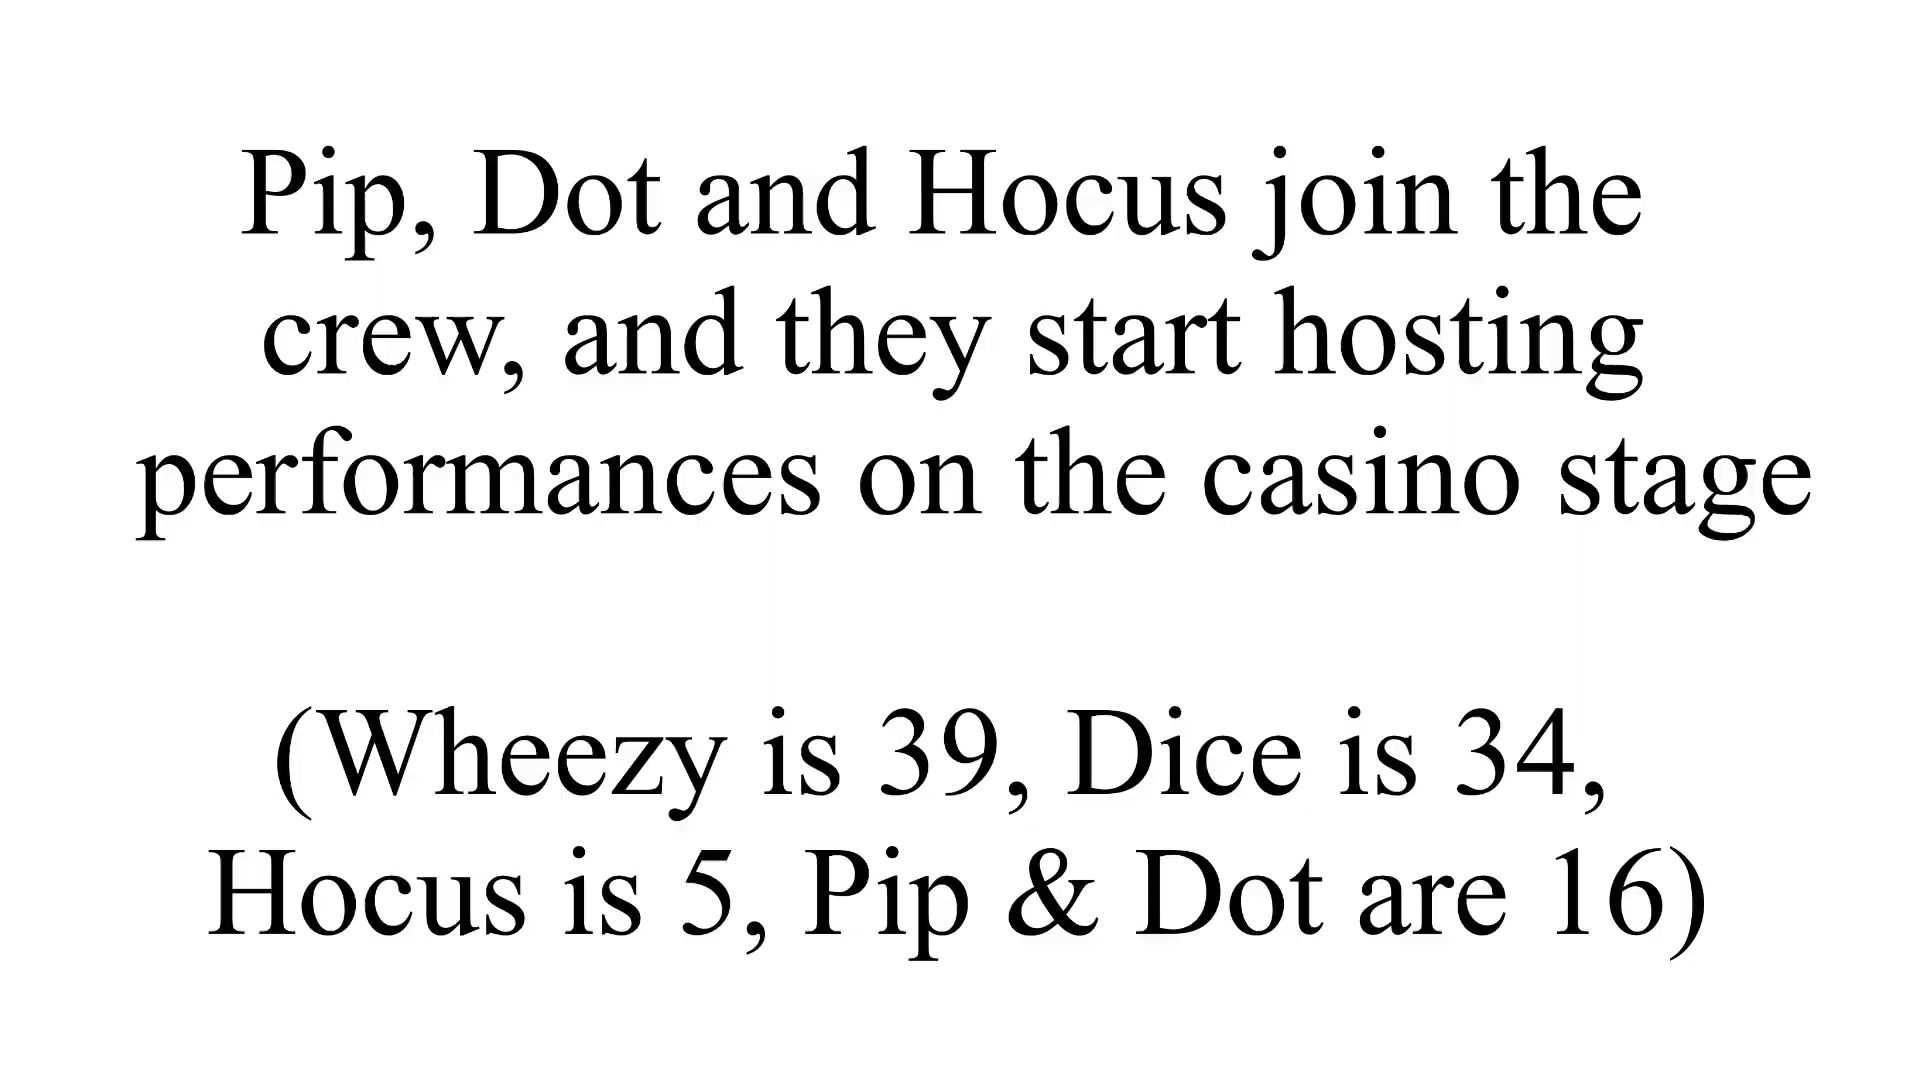 Pip, Dot and Hocus join the
crew, and they start hosting
performances on the casino stage
(Wheezy is 39, Dice is 34,
Hocus is 5, Pip & Dot are 16)